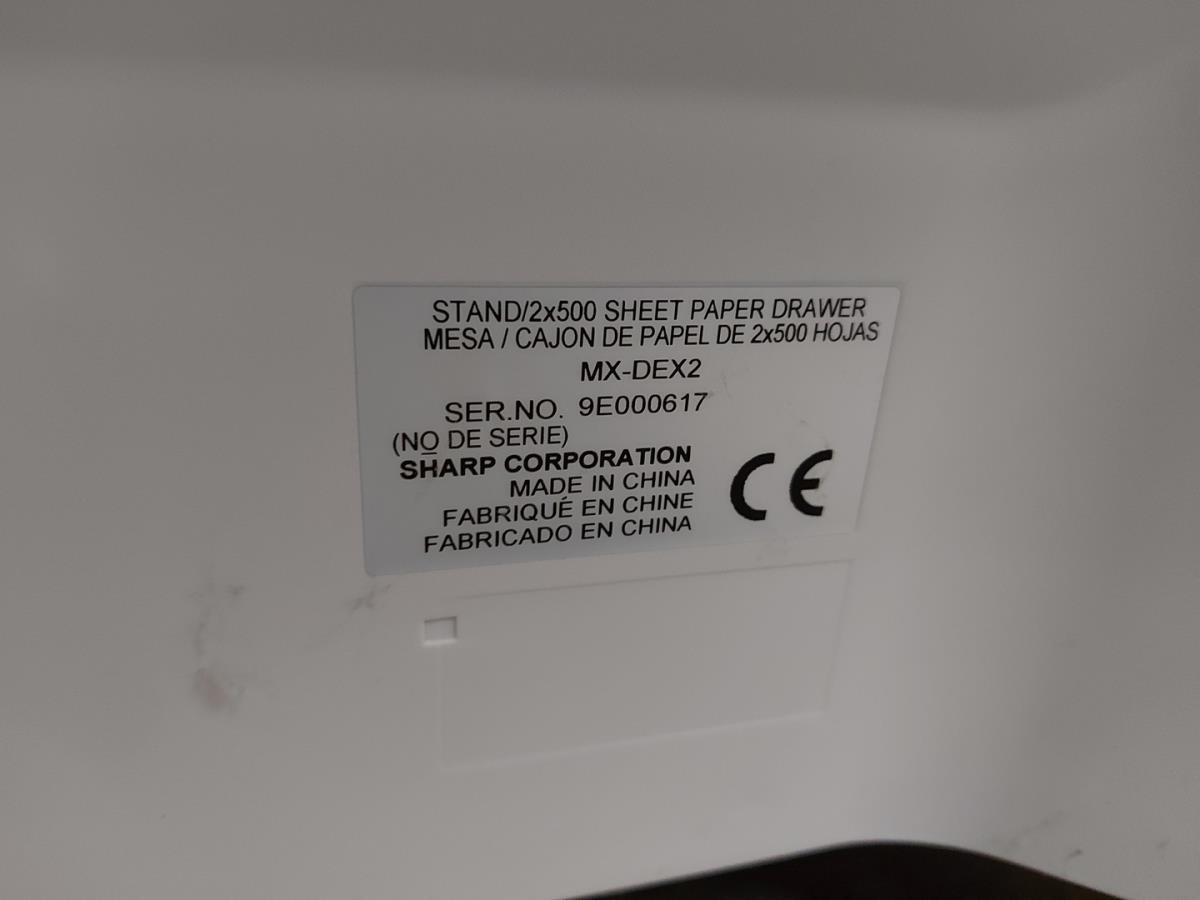 STAND/2x500 SHEET PAPER DRAWER
MESA / CAJON DE PAPEL DE 2x500 HOJAS
MX-DEX2
SER.NO. 9E000617
(NO DE SERIE)
SHARP CORPORATION
MADE IN CHINA
FABRIQUÉ EN CHINE
FABRICADO EN CHINA
CE